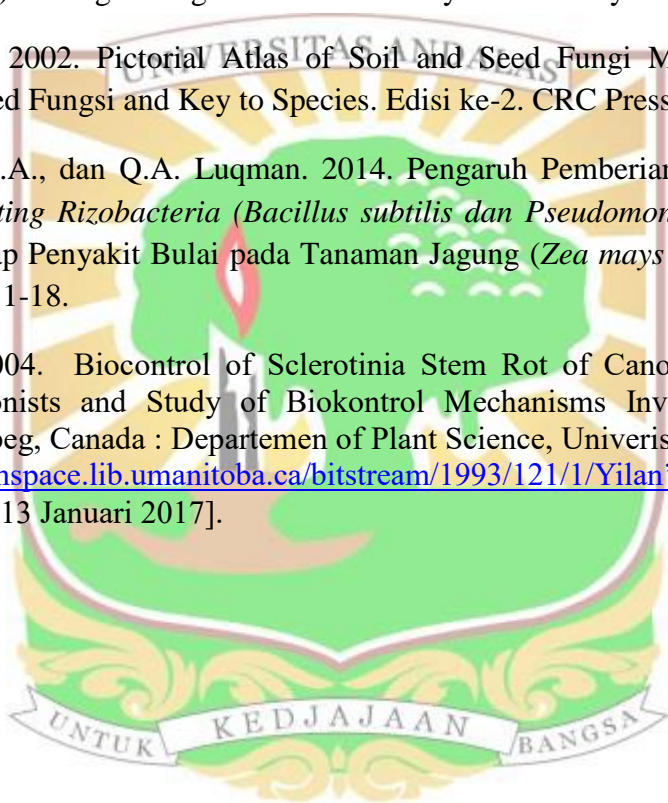 2002. Pictorial Atlas of Soil and Seed Fungi M
UNIVERSITAS ANDALAS
ed Fungsi and Key to Species. Edisi ke-2. CRC Press
.A., dan Q.A. Luqman. 2014. Pengaruh Pemberian
ting Rizobacteria (Bacillus subtilis dan Pseudomon
ap Penyakit Bulai pada Tanaman Jagung (Zea mays
1-18.
004. Biocontrol of Sclerotinia Stem Rot of Cano
onists and Study of Biokontrol Mechanisms Inv
beg, Canada : Departemen of Plant Science, Univeris
nspace.lib.umanitoba.ca/bitstream/1993/121/1/Yilan'
13 Januari 2017].
UNTUK KEDJAJAAN BANGSA